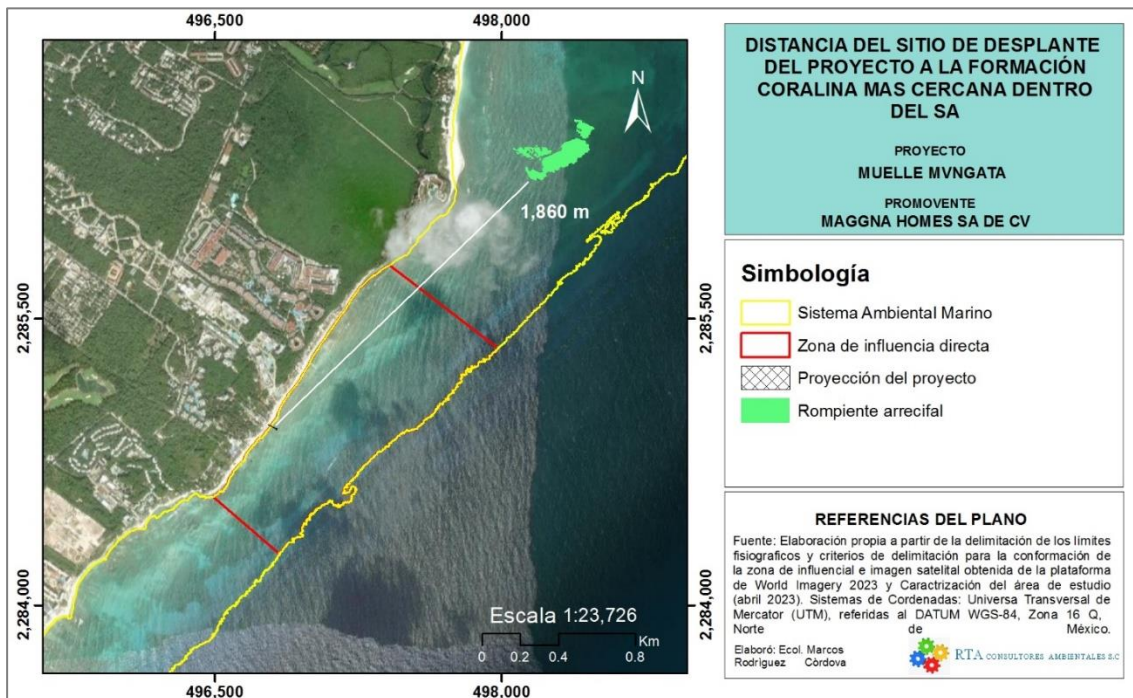 496,500
498,000
2,285,500
2,284,000
N
1,860 m
Escala 1:23,726
Km
0 0.2 0.4 0.8
496,500
498,000
2,285,500
2,284,000
DISTANCIA DEL SITIO DE DESPLANTE
DEL PROYECTO A LA FORMACIÓN
CORALINA MAS CERCANA DENTRO
DEL SA
PROYECTO
MUELLE MVNGATA
PROMOVENTE
MAGGNA HOMES SA DE CV
Simbología
Sistema Ambiental Marino
Zona de influencia directa
Proyección del proyecto
Rompiente arrecifal
REFERENCIAS DEL PLANO
Fuente: Elaboración propia a partir de la delimitación de los límites
fisiograficos y criterios de delimitación para la conformación de
la zona de influencial e imagen satelital obtenida de la plataforma
de World Imagery 2023 y Caractrización del área de estudio
(abril 2023). Sistemas de Cordenadas: Universa Transversal de
Mercator (UTM), referidas al DATUM WGS-84, Zona 16 Q,
Norte de México.
Elaboró: Ecol. Marcos
Rodrìguez Còrdova
RTA CONSULTORES AMBIENTALES S.C